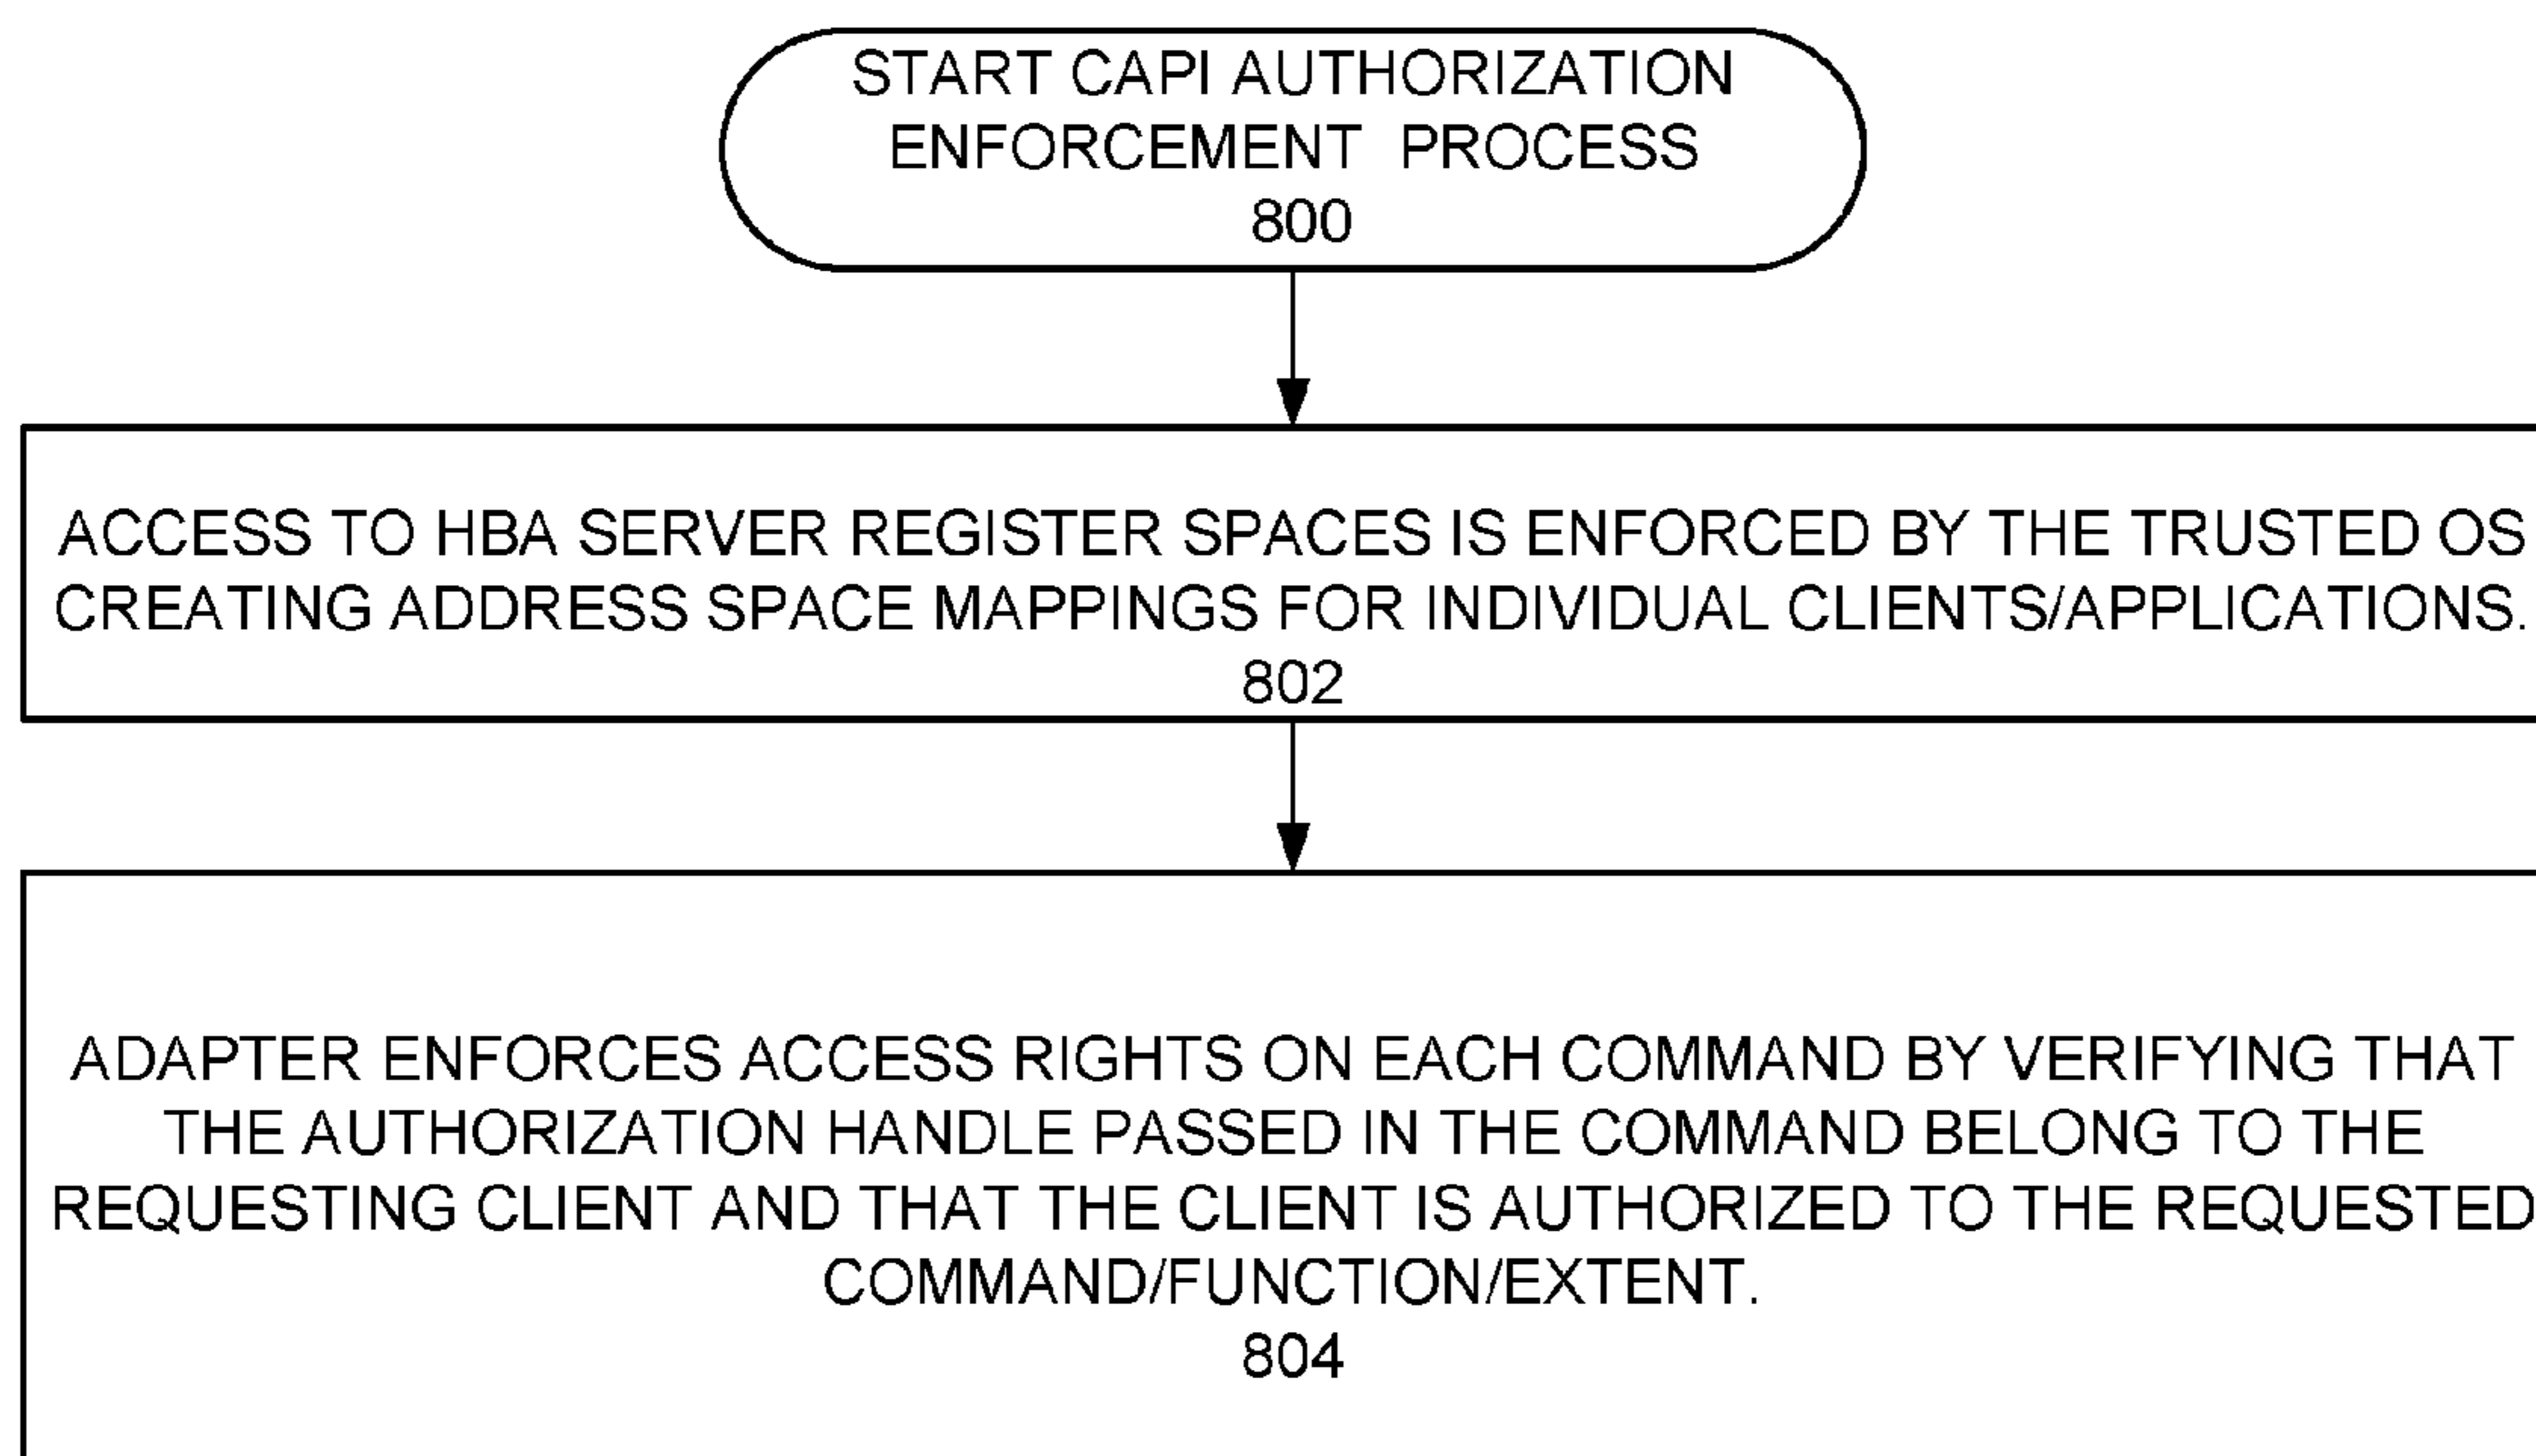 START CAPI AUTHORIZATION
ENFORCEMENT PROCESS
800
ACCESS TO HBA SERVER REGISTER SPACES IS ENFORCED BY THE TRUSTED OS
CREATING ADDRESS SPACE MAPPINGS FOR INDIVIDUAL CLIENTS/APPLICATIONS.
802
ADAPTER ENFORCES ACCESS RIGHTS ON EACH COMMAND BY VERIFYING THAT
THE AUTHORIZATION HANDLE PASSED IN THE COMMAND BELONG TO THE
REQUESTING CLIENT AND THAT THE CLIENT IS AUTHORIZED TO THE REQUESTED
COMMAND/FUNCTION/EXTENT.
804